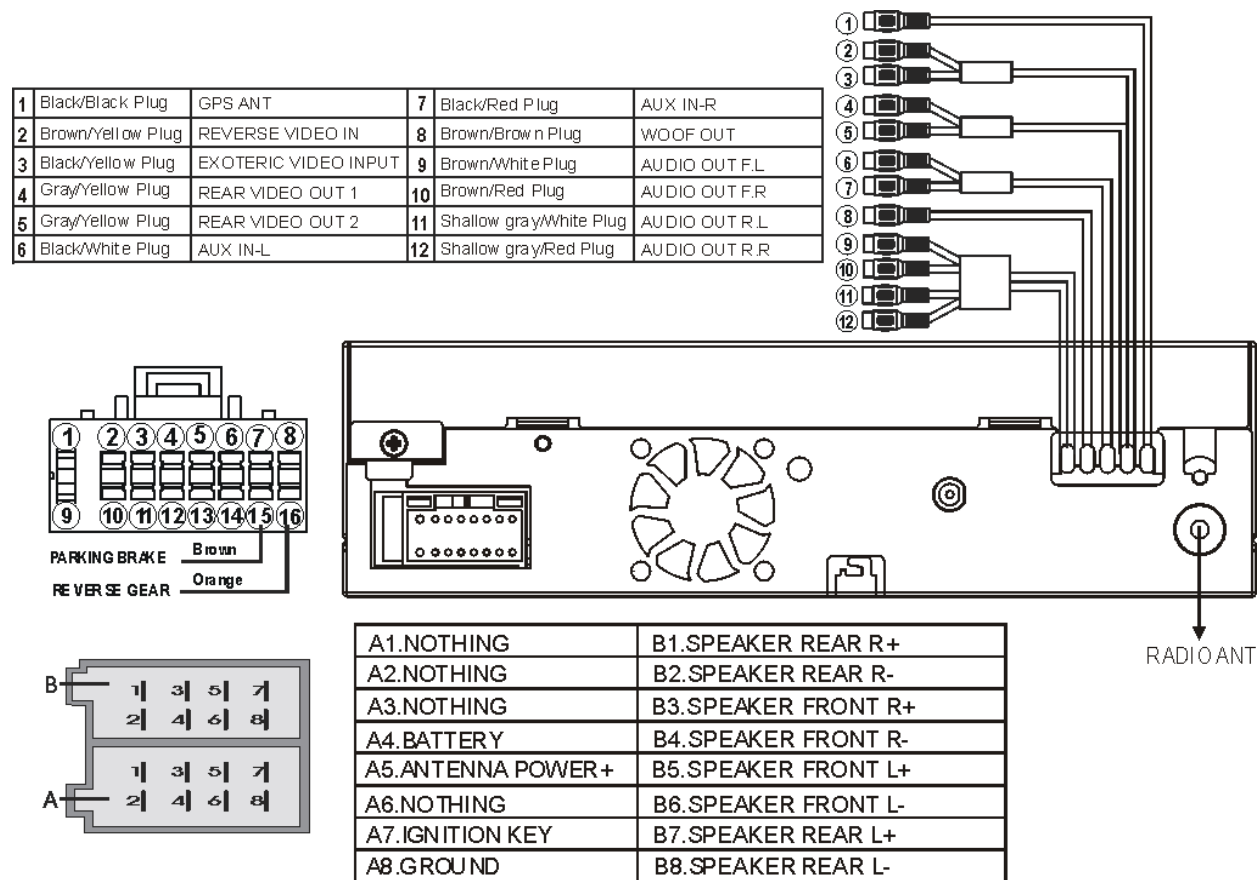 ① 
②
③
④
⑤
⑥
⑦
⑧
⑨
⑩
⑪
⑫
1 Black/Black Plug GPS ANT 7 Black/Red Plug AUX IN-R
2 Brown/Yellow Plug REVERSE VIDEO IN 8 Brown/Brown Plug WOOF OUT
3 Black/Yellow Plug EXOTERIC VIDEO INPUT 9 Brown/White Plug AUDIO OUT F.L
4 Gray/Yellow Plug REAR VIDEO OUT 1 10 Brown/Red Plug AUDIO OUT F.R
5 Gray/Yellow Plug REAR VIDEO OUT 2 11 Shallow gray/White Plug AUDIO OUT R.L
6 Black/White Plug AUX IN-L 12 Shallow gray/Red Plug AUDIO OUT R.R
① ② ③ ④ ⑤ ⑥ ⑦ ⑧
⑨ ⑩ ⑪ ⑫ ⑬ ⑭ ⑮ ⑯
PARKING BRAKE Brown
REVERSE GEAR Orange
RADIO ANT
B 1 3 5 7
2 4 6 8
1 3 5 7
A 2 4 6 8
A1.NOTHING B1.SPEAKER REAR R+
A2.NOTHING B2.SPEAKER REAR R-
A3.NOTHING B3.SPEAKER FRONT R+
A4.BATTERY B4.SPEAKER FRONT R-
A5.ANTENNA POWER+ B5.SPEAKER FRONT L+
A6.NOTHING B6.SPEAKER FRONT L-
A7.IGNITION KEY B7.SPEAKER REAR L+
A8.GROUND B8.SPEAKER REAR L-